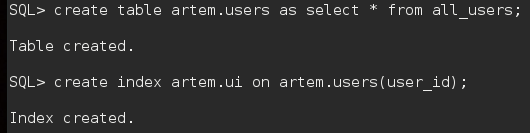 SQL> create table artem.users as select * from all_users;
Table created.
SQL> create index artem.ui on artem.users(user_id);
Index created.